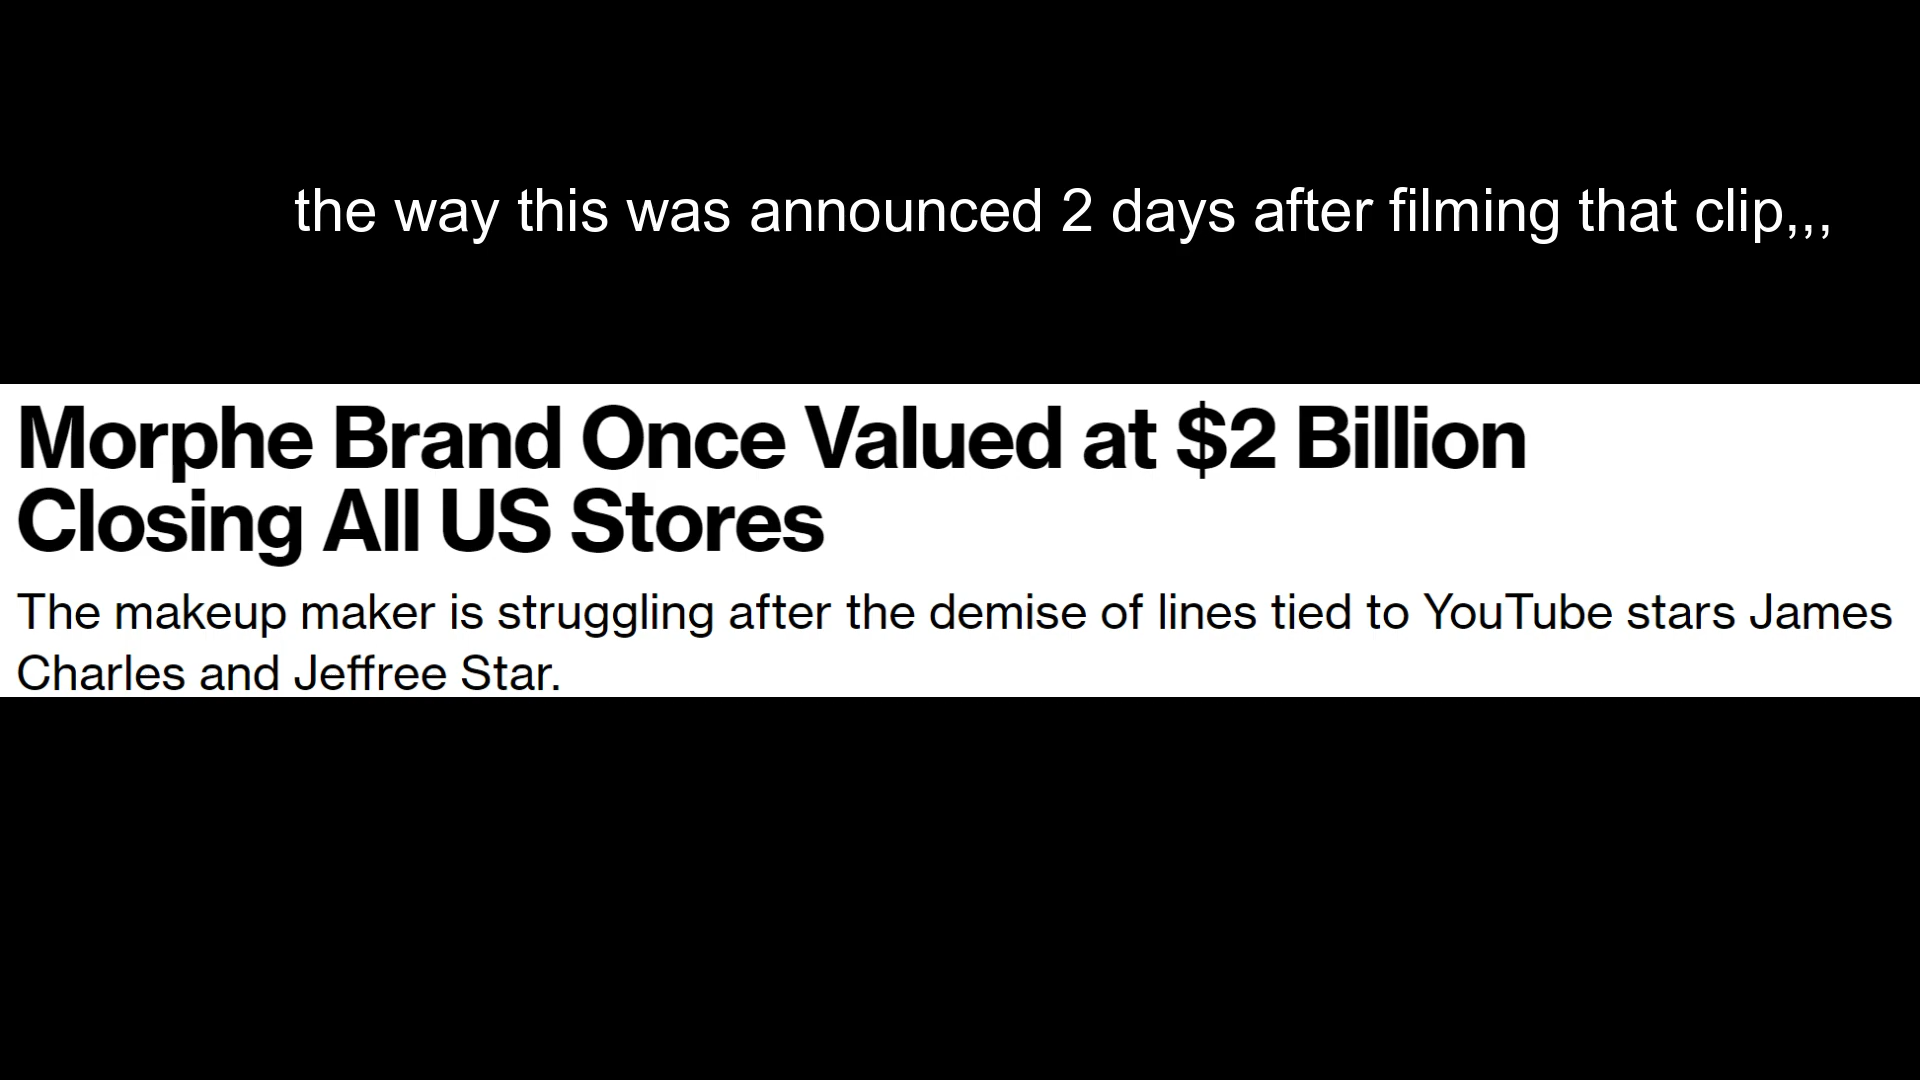 the way this was announced 2 days after filming that clip,,,
Morphe Brand Once Valued at $2 Billion
Closing All US Stores
The makeup maker is struggling after the demise of lines tied to YouTube stars James
Charles and Jeffree Star.